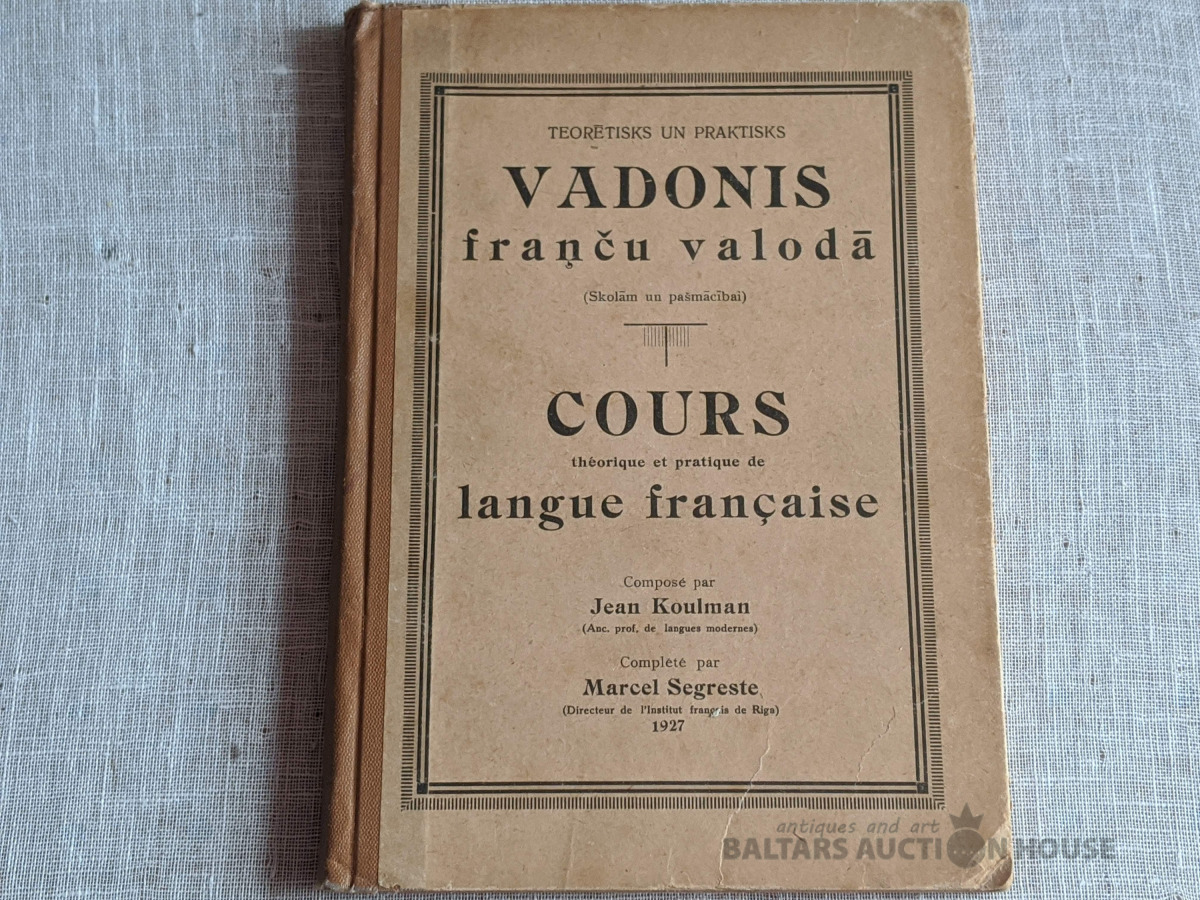 TEORĒTISKS UN PRAKTISKS
VADONIS
franču valodā
(Skolām un pašmācībai)
COURS
théorique et pratique de
langue française
Composé par
Jean Koulman
(Anc. prof. de langues modernes)
Complété par
Marcel Segreste
(Directeur de l'Institut français de Riga)
1927
antiques and art
BALTARS AUCTION HOUSE